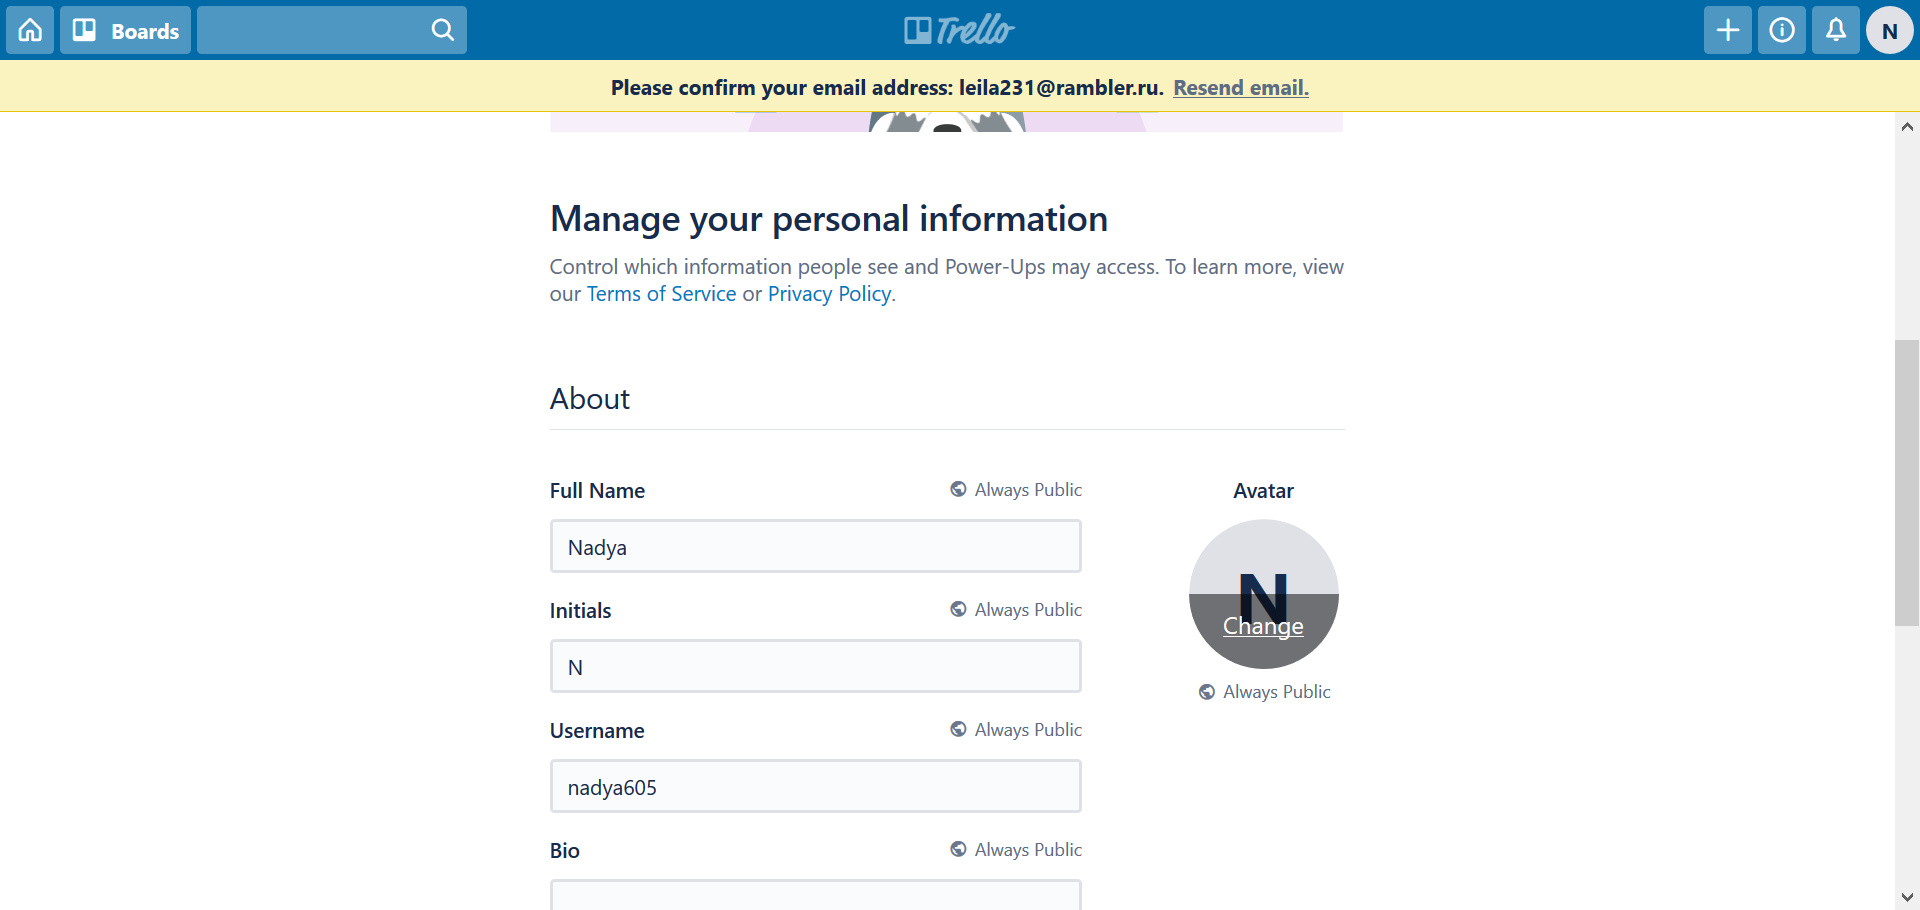 Boards
Trello
N
Please confirm your email address: leila231@rambler.ru. Resend email.
Manage your personal information
Control which information people see and Power-Ups may access. To learn more, view
our Terms of Service or Privacy Policy.
About
Full Name Always Public
Nadya
Initials Always Public
N
Username Always Public
nadya605
Bio Always Public
Avatar
N
Change
Always Public